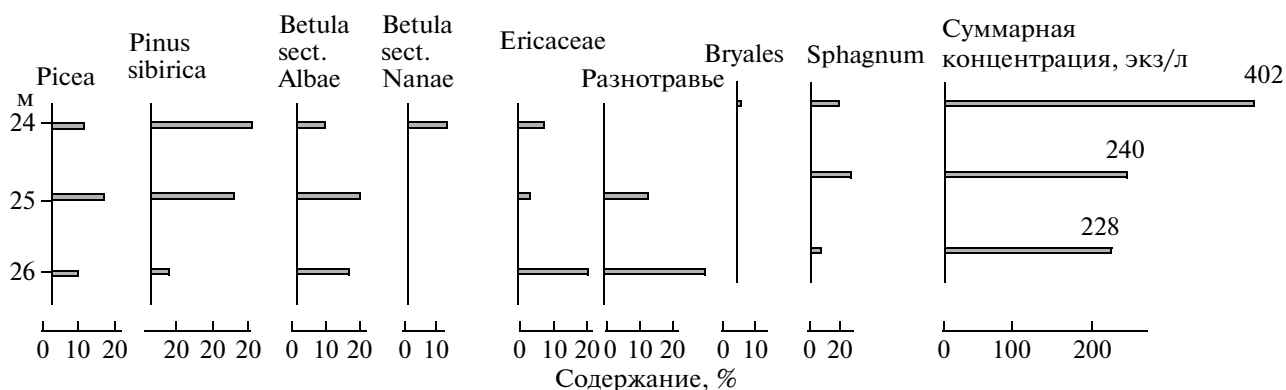 Picea
Pinus
sibirica
Betula
sect.
Albae
Betula
sect.
Nanae
Ericaceae
Разнотравье
Bryales
Sphagnum
Суммарная
концентрация, экз/л
м
24
25
26
402
240
228
0 10 20
20 20 20
0 10 20
0 10
0 10 20
0 10 20
0 10
0 20
0 100 200
Содержание, %